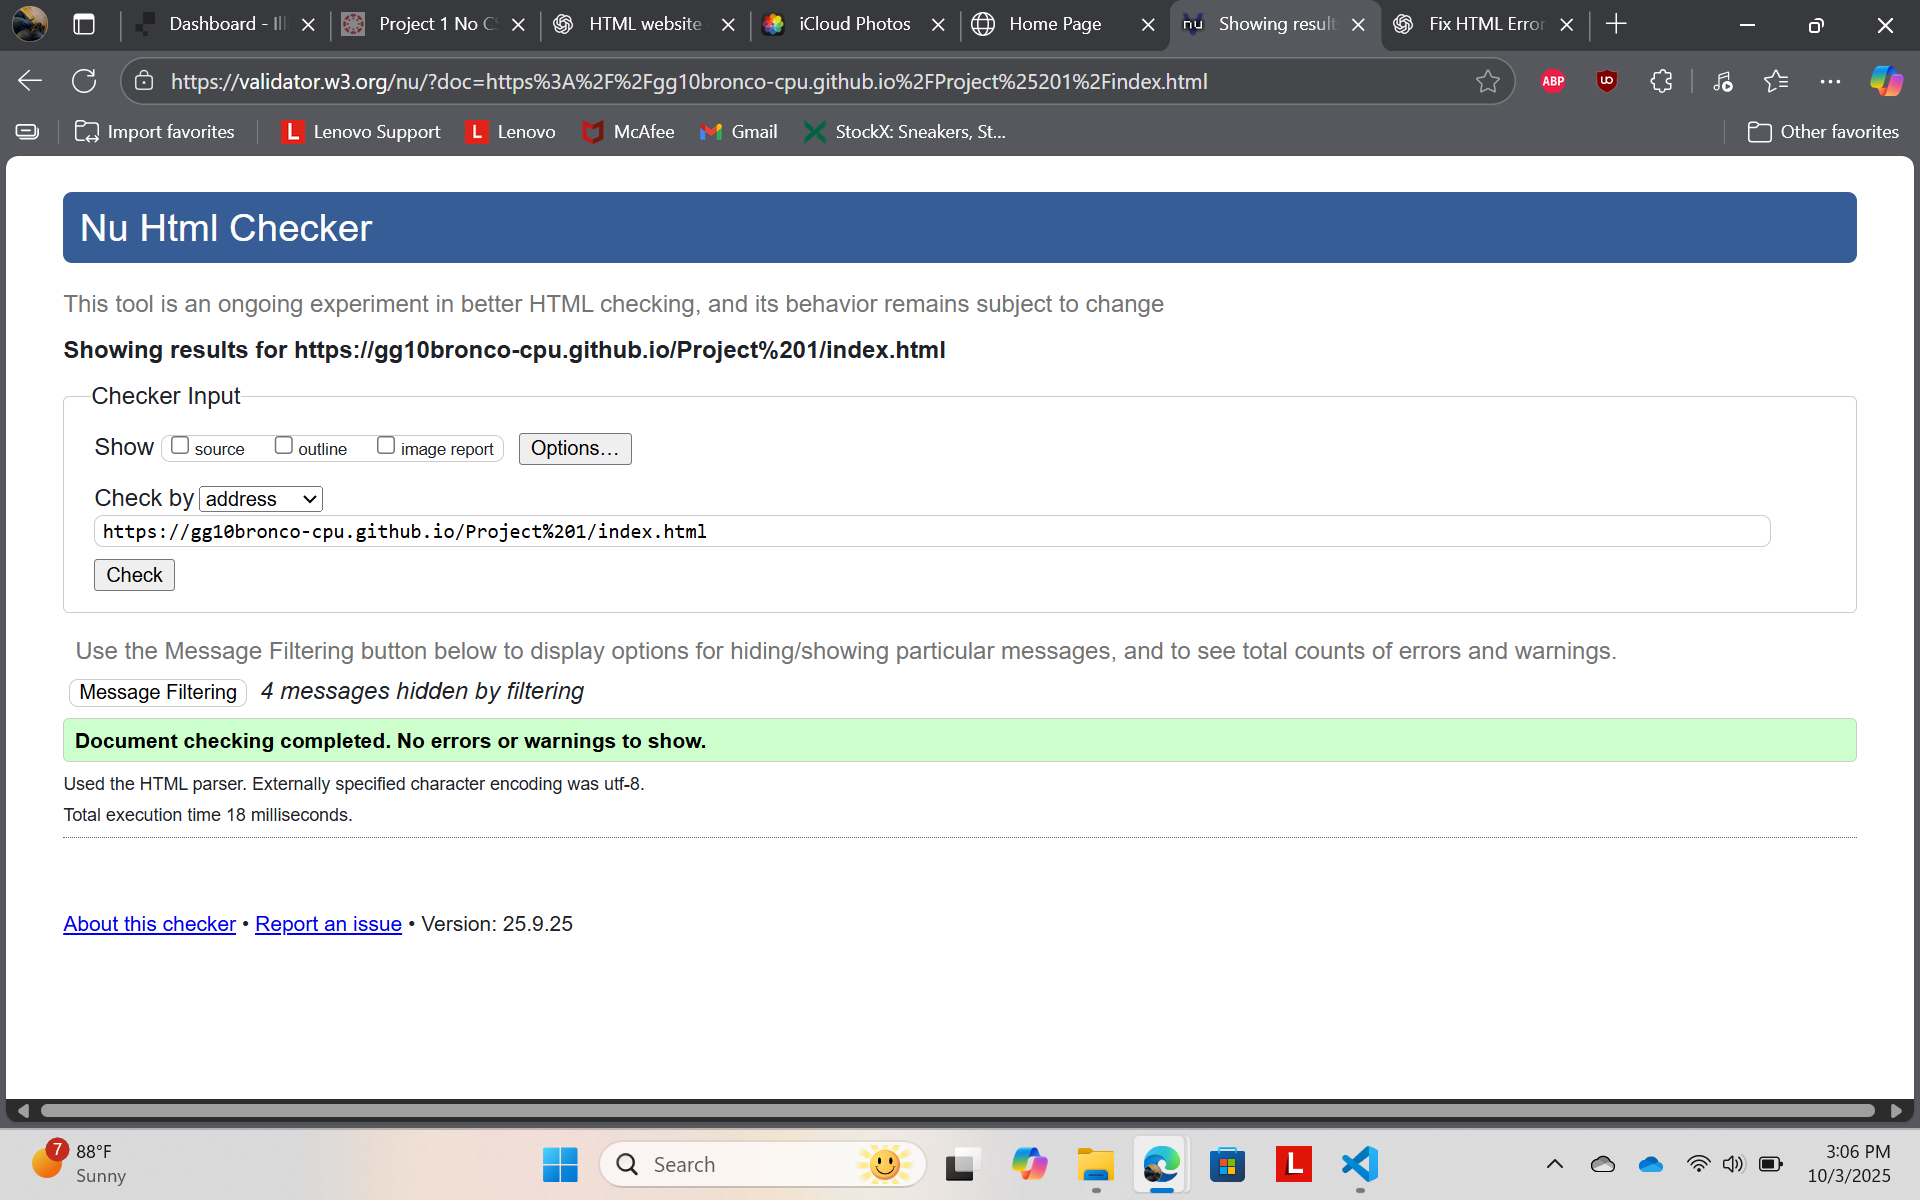 Dashboard - Ill
Project 1 No CS
HTML website
iCloud Photos
Home Page
nu
Showing result
Fix HTML Error
https://validator.w3.org/nu/?doc=https%3A%2F%2Fgg10bronco-cpu.github.io%2FProject%25201%2Findex.html
ABP
UO
Import favorites
L
Lenovo Support
L
Lenovo
McAfee
Gmail
StockX: Sneakers, St...
Other favorites
Nu Html Checker
This tool is an ongoing experiment in better HTML checking, and its behavior remains subject to change
Showing results for https://gg10bronco-cpu.github.io/Project%201/index.html
Checker Input
Show source outline image report Options...
Check by address
https://gg10bronco-cpu.github.io/Project%201/index.html
Check
Use the Message Filtering button below to display options for hiding/showing particular messages, and to see total counts of errors and warnings.
Message Filtering 4 messages hidden by filtering
Document checking completed. No errors or warnings to show.
Used the HTML parser. Externally specified character encoding was utf-8.
Total execution time 18 milliseconds.
About this checker • Report an issue • Version: 25.9.25
7
88°F
Sunny
Search
L
3:06 PM
10/3/2025